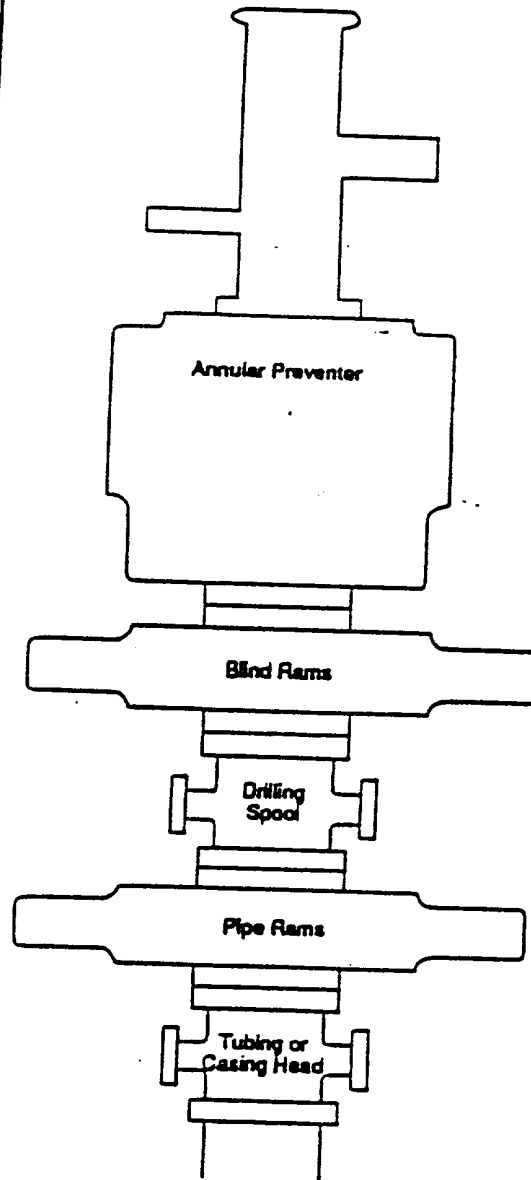 Annular Preventer
Blind Rams
Drilling
Spool
Pipe Rams
Tubing or
Casing Head